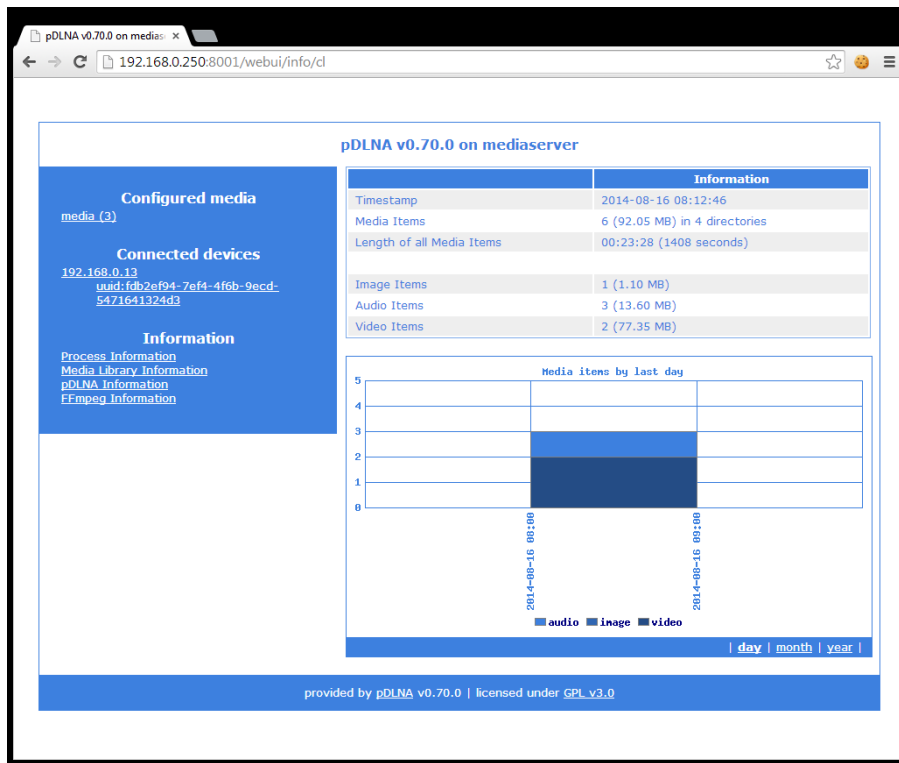 pDLNA v0.70.0 on medias
192.168.0.250:8001/webui/info/cl
pDLNA v0.70.0 on mediaserver
Configured media
media (3)
Connected devices
192.168.0.13
uuid:fdb2ef94-7ef4-4f6b-9ecd-
5471641324d3
Information
Process Information
Media Library Information
pDLNA Information
FFmpeg Information
Information
Timestamp 2014-08-16 08:12:46
Media Items 6 (92.05 MB) in 4 directories
Length of all Media Items 00:23:28 (1408 seconds)
Image Items 1 (1.10 MB)
Audio Items 3 (13.60 MB)
Video Items 2 (77.35 MB)
Media items by last day
5
4
3
2
1
0
2014-08-16 08:00
2014-08-16 09:00
audio image video
| day | month | year |
provided by pDLNA v0.70.0 | licensed under GPL v3.0